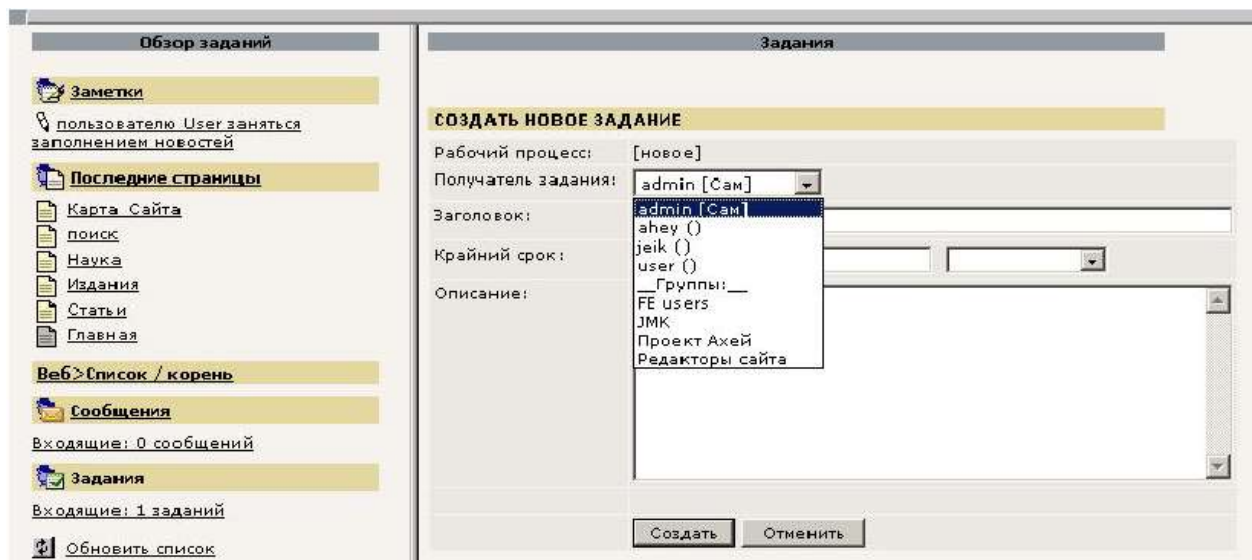 Обзор заданий
Заметки
пользователю User заняться
заполнением новостей
Последние страницы
Карта Сайта
поиск
Наука
Издания
Статьи
Главная
Веб>Список / корень
Сообщения
Входящие: 0 сообщений
Задания
Входящие: 1 заданий
Обновить список
Задания
СОЗДАТЬ НОВОЕ ЗАДАНИЕ
Рабочий процесс: [новое]
Получатель задания: admin [Сам]
admin [Сам]
ahey ()
jeik ()
user ()
__Группы:__
FE users
JMK
Проект Ахей
Редакторы сайта
Заголовок:
Крайний срок:
Описание:
Создать Отменить